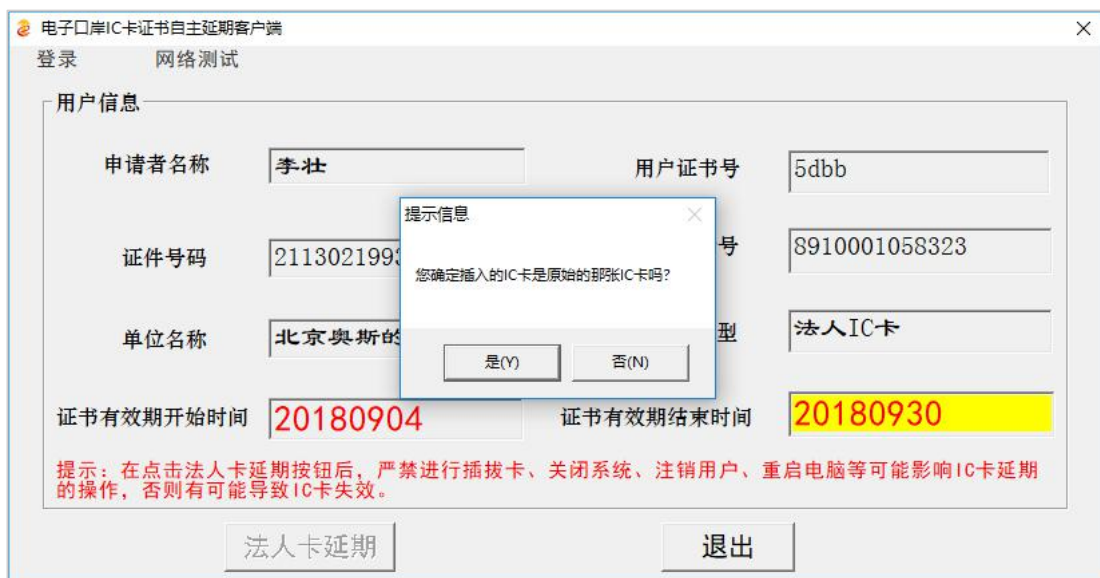 电子口岸IC卡证书自主延期客户端
登录 网络测试
用户信息
申请者名称 李壮 用户证书号 5dbb
提示信息
证件号码 211302199 号 8910001058323
您确定插入的IC卡是原始的那张IC卡吗?
单位名称 北京奥斯的 型 法人IC卡
是(Y) 否(N)
证书有效期开始时间 20180904 证书有效期结束时间 20180930
提示：在点击法人卡延期按钮后，严禁进行插拔卡、关闭系统、注销用户、重启电脑等可能影响IC卡延期
的操作，否则有可能导致IC卡失效。
法人卡延期 退出